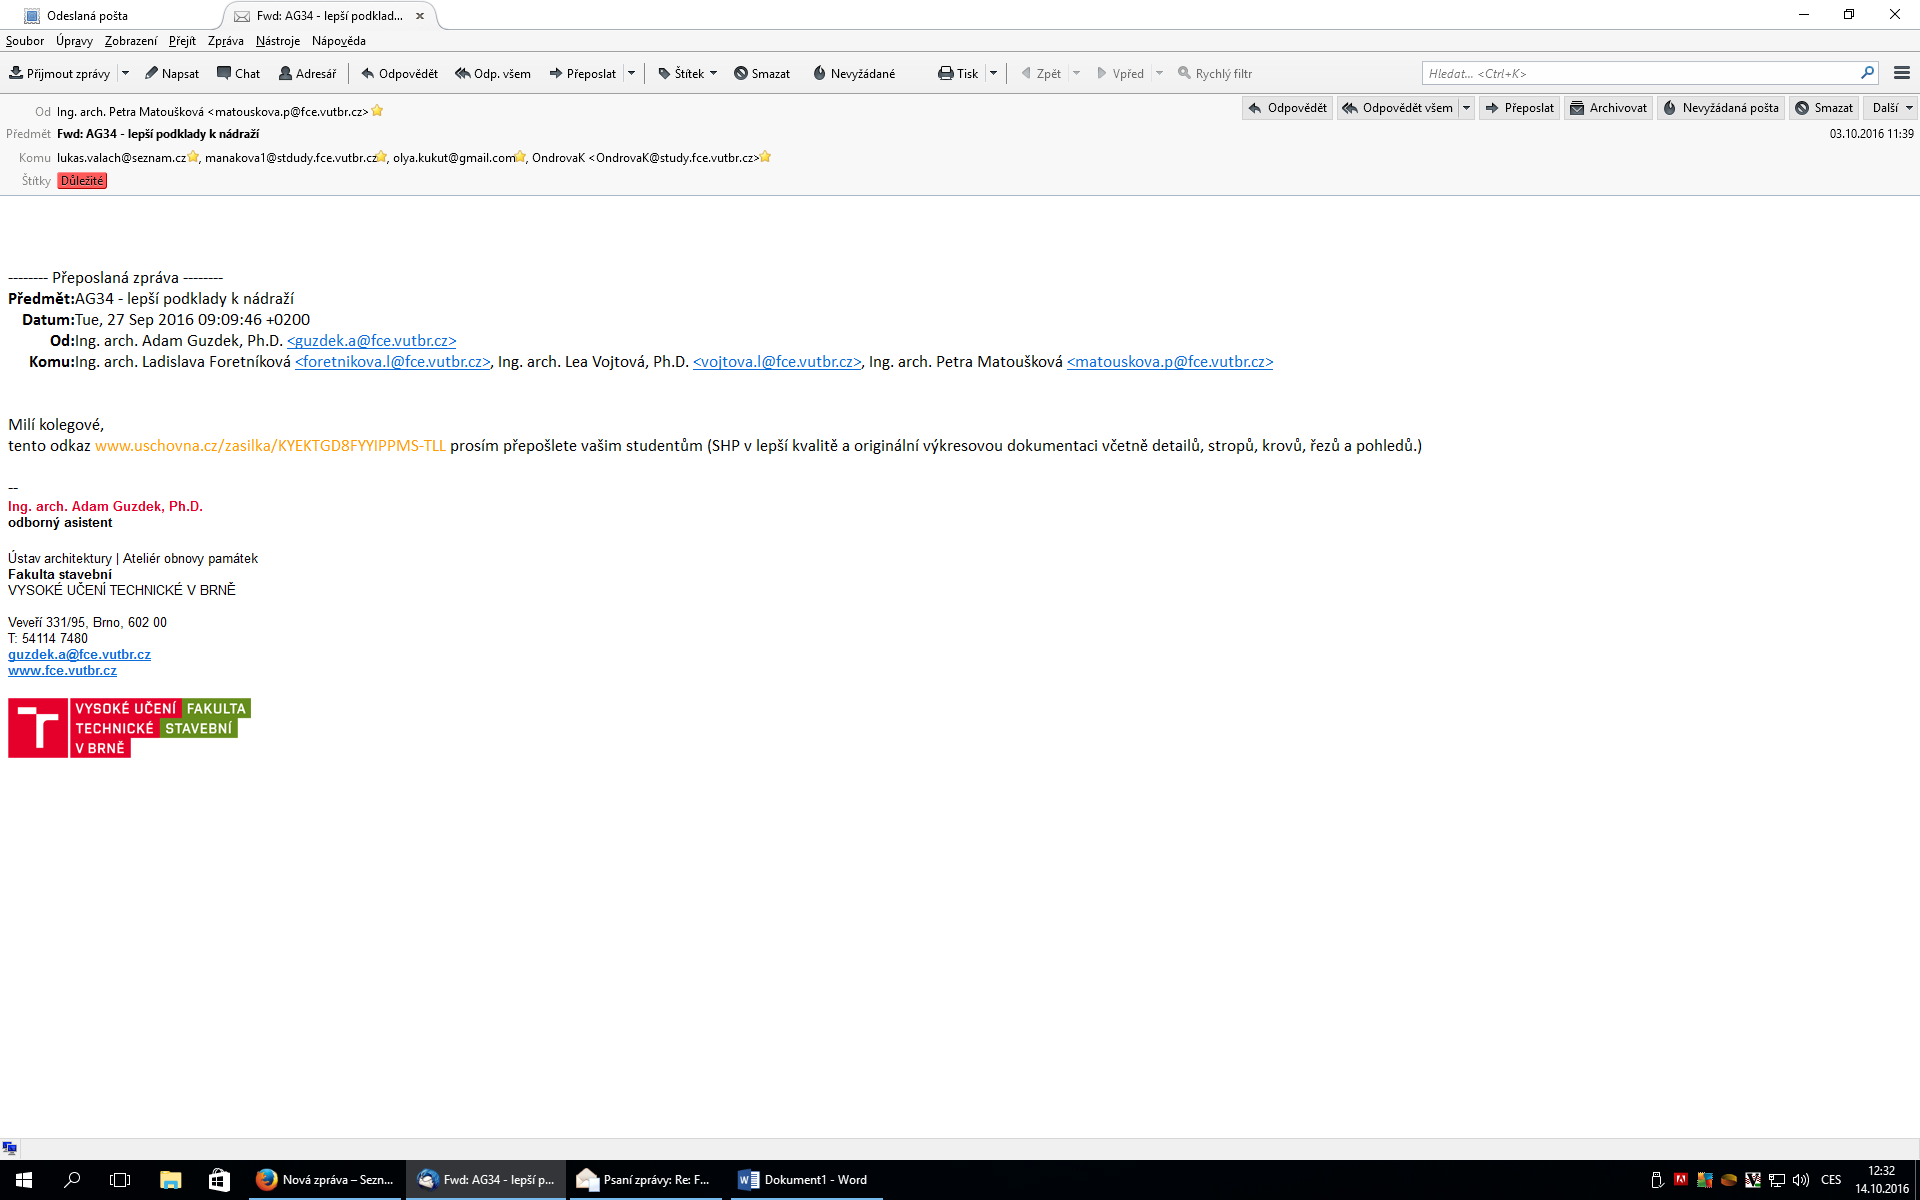 Odeslaná pošta
Fwd: AG34 - lepší podklad...
Soubor Úpravy Zobrazení Přejít Zpráva Nástroje Nápověda
Přijmout zprávy Napsat Chat Adresář Odpovědět Odp. všem Přeposlat Štítek Smazat Nevyžádané Tisk Zpět Vpřed Rychlý filtr Hledat... <Ctrl+K>
Od Ing. arch. Petra Matoušková <matouskova.p@fce.vutbr.cz>
Odpovědět Odpovědět všem Přeposlat Archivovat Nevyžádaná pošta Smazat Další
Předmět Fwd: AG34 - lepší podklady k nádraží
03.10.2016 11:39
Komu lukas.valach@seznam.cz, manakova1@stdudy.fce.vutbr.cz, olya.kukut@gmail.com, OndrovaK <OndrovaK@study.fce.vutbr.cz>
Štítky Důležité
-------- Přeposlaná zpráva --------
Předmět:AG34 - lepší podklady k nádraží
Datum:Tue, 27 Sep 2016 09:09:46 +0200
Od:Ing. arch. Adam Guzdek, Ph.D. <guzdek.a@fce.vutbr.cz>
Komu:Ing. arch. Ladislava Foretníková <foretnikova.l@fce.vutbr.cz>, Ing. arch. Lea Vojtová, Ph.D. <vojtova.l@fce.vutbr.cz>, Ing. arch. Petra Matoušková <matouskova.p@fce.vutbr.cz>
Milí kolegové,
tento odkaz www.uschovna.cz/zasilka/KYEKTGD8FYYIPPMS-TLL prosím přepošlete vašim studentům (SHP v lepší kvalitě a originální výkresovou dokumentaci včetně detailů, stropů, krovů, řezů a pohledů.)
--
Ing. arch. Adam Guzdek, Ph.D.
odborný asistent
Ústav architektury | Ateliér obnovy památek
Fakulta stavební
VYSOKÉ UČENÍ TECHNICKÉ V BRNĚ
Veveří 331/95, Brno, 602 00
T: 54114 7480
guzdek.a@fce.vutbr.cz
www.fce.vutbr.cz
VYSOKÉ UČENÍ FAKULTA
TECHNICKÉ STAVEBNÍ
V BRNĚ
Nová zpráva – Sezn... Fwd: AG34 - lepší p... Psaní zprávy: Re: F... Dokument1 - Word
CES
12:32
14.10.2016